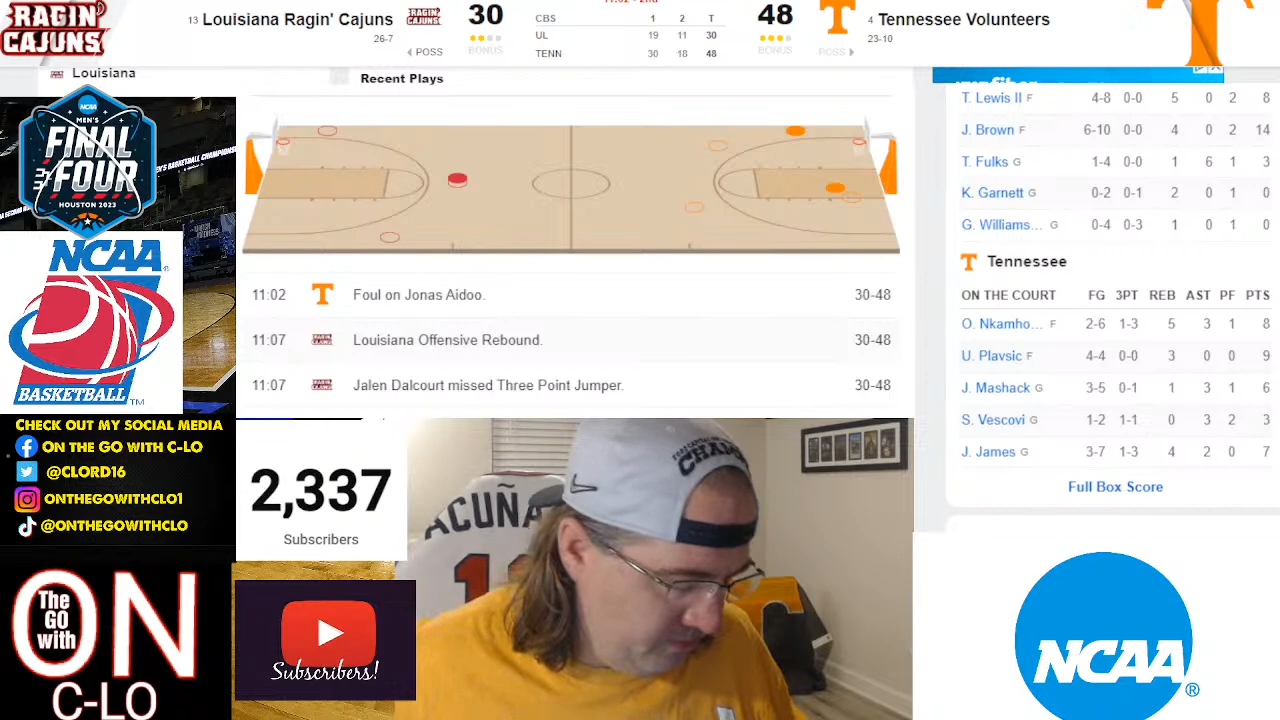 RAGIN'
CAJUNS
13 Louisiana Ragin' Cajuns
26-7
RAGIN'
CAJUNS
POSS
30
BONUS
11:02 - 2nd
CBS 1 2 T
UL 19 11 30
TENN 30 18 48
48
BONUS
POSS
4 Tennessee Volunteers
23-10
Louisiana
Recent Plays
11:02 Foul on Jonas Aidoo. 30-48
11:07 Louisiana Offensive Rebound. 30-48
11:07 Jalen Dalcourt missed Three Point Jumper. 30-48
T. Lewis II F 4-8 0-0 5 0 2 8
J. Brown F 6-10 0-0 4 0 2 14
T. Fulks G 1-4 0-0 1 6 1 3
K. Garnett G 0-2 0-1 2 0 1 0
G. Williams... G 0-4 0-3 1 0 1 0
Tennessee
ON THE COURT FG 3PT REB AST PF PTS
O. Nkamho... F 2-6 1-3 5 3 1 8
U. Plavsic F 4-4 0-0 3 0 0 9
J. Mashack G 3-5 0-1 1 3 1 6
S. Vescovi G 1-2 1-1 0 3 2 3
J. James G 3-7 1-3 4 2 0 7
Full Box Score
NCAA
MEN'S
FINAL
FOUR
HOUSTON 2023
NCAA
BASKETBALL TM
CHECK OUT MY SOCIAL MEDIA
ON THE GO WITH C-LO
@CLORD16
ONTHEGOWITHCLO1
@ONTHEGOWITHCLO
2,337
Subscribers
The
GO
with
ON
C-LO
Subscribers!
ACUÑA
NCAA®